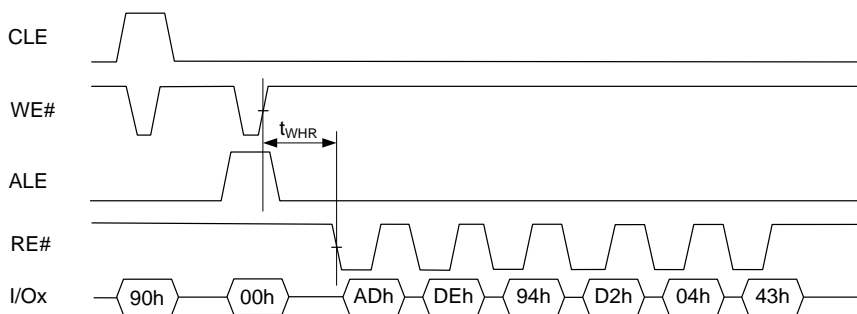 CLE
WE#
tWHR
ALE
RE#
I/Ox 90h 00h ADh DEh 94h D2h 04h 43h